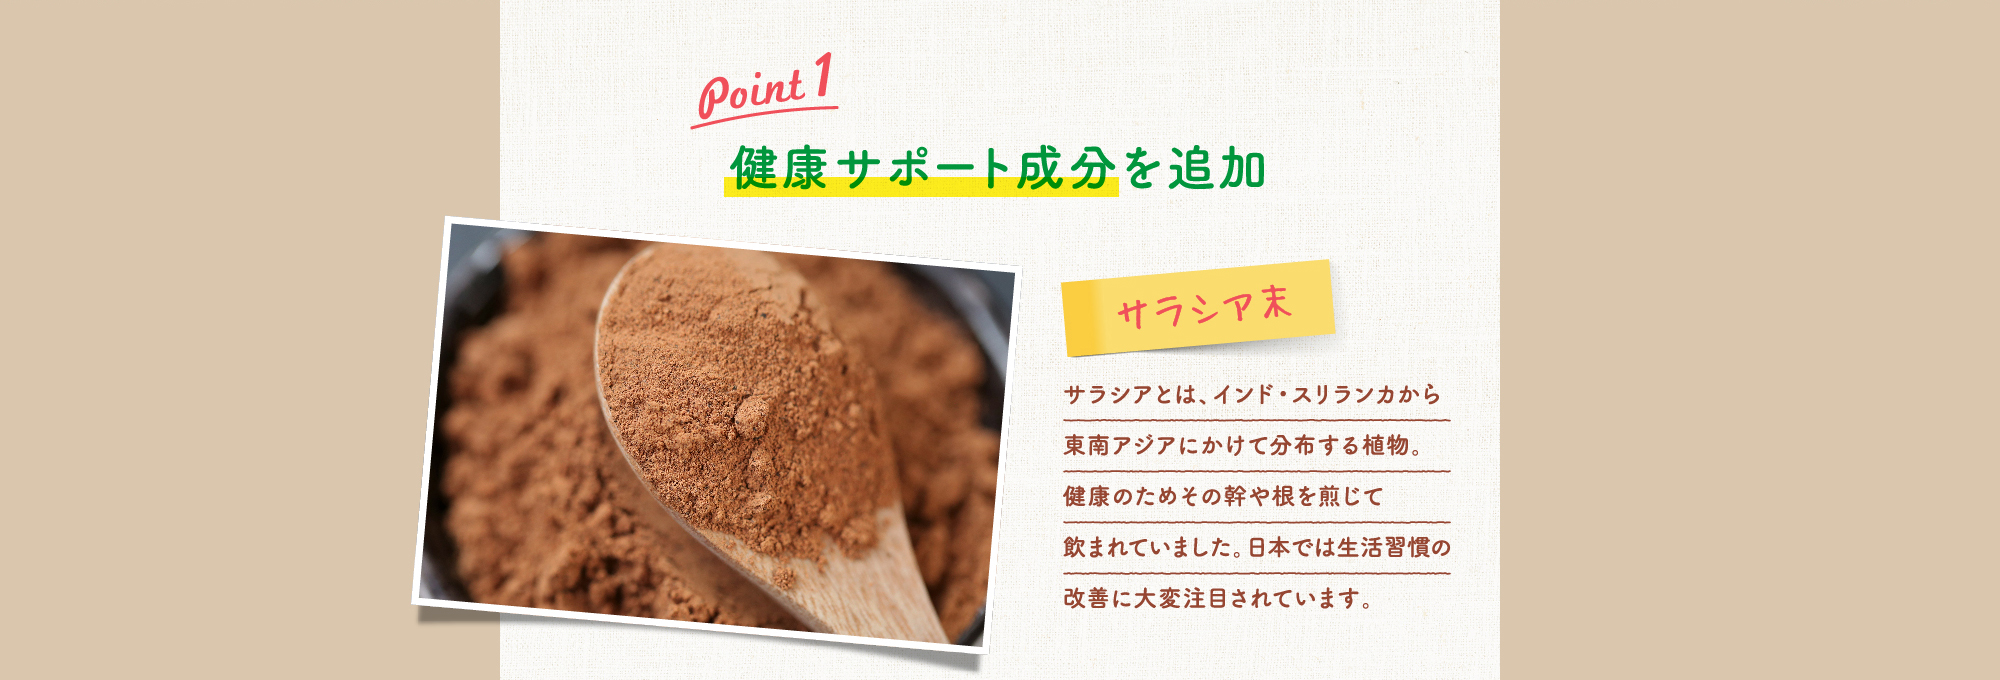 Point 1
健康サポート成分を追加
サラシア末
サラシアとは、インド・スリランカから
東南アジアにかけて分布する植物。
健康のためその幹や根を煎じて
飲まれていました。日本では生活習慣の
改善に大変注目されています。